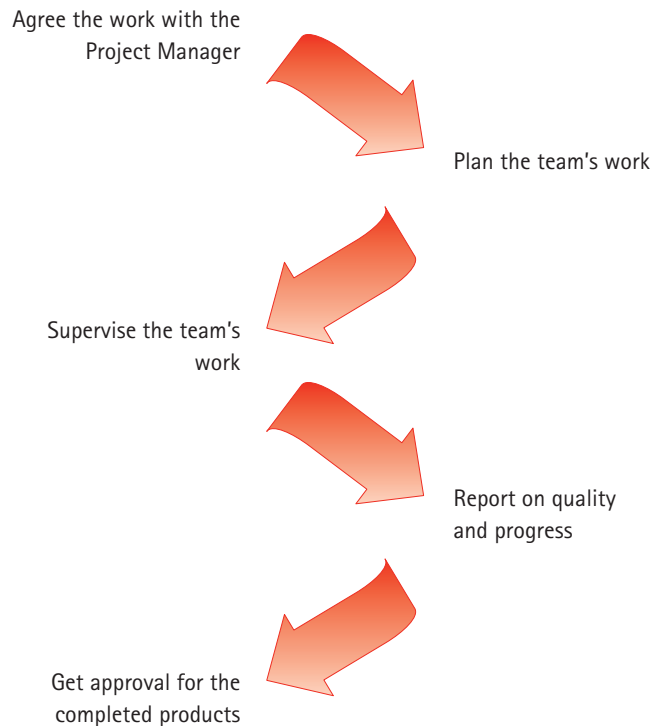 Agree the work with the
Project Manager
Plan the team's work
Supervise the team's
work
Report on quality
and progress
Get approval for the
completed products